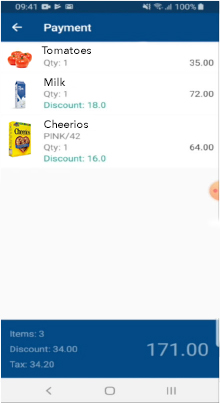 09:41 100%
Payment
Tomatoes
Qty: 1 35.00
Milk
Qty: 1 72.00
Discount: 18.0
Cheerios
Cheerios
PINK/42
Qty: 1 64.00
Discount: 16.0
Items: 3
Discount: 34.00 171.00
Tax: 34.20